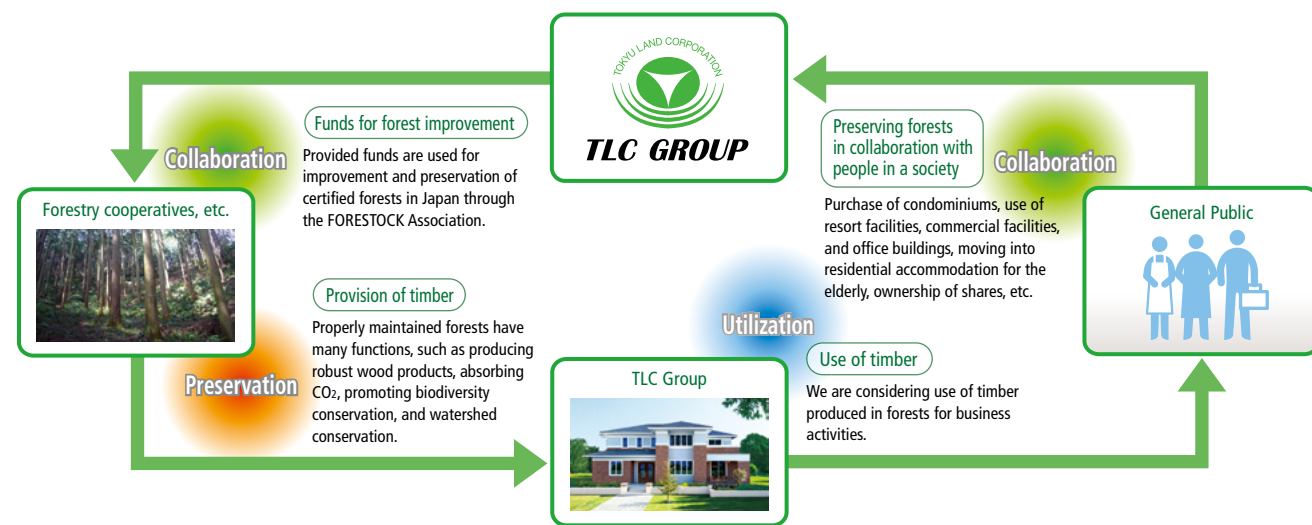 TOKYU LAND CORPORATION
TLC GROUP
Funds for forest improvement
Collaboration
Provided funds are used for
improvement and preservation of
certified forests in Japan through
the FORESTOCK Association.
Preserving forests
in collaboration with
people in a society
Collaboration
Purchase of condominiums, use of
resort facilities, commercial facilities,
and office buildings, moving into
residential accommodation for the
elderly, ownership of shares, etc.
Forestry cooperatives, etc.
General Public
Provision of timber
Preservation
Properly maintained forests have
many functions, such as producing
robust wood products, absorbing
CO2, promoting biodiversity
conservation, and watershed
conservation.
Utilization
Use of timber
We are considering use of timber
produced in forests for business
activities.
TLC Group